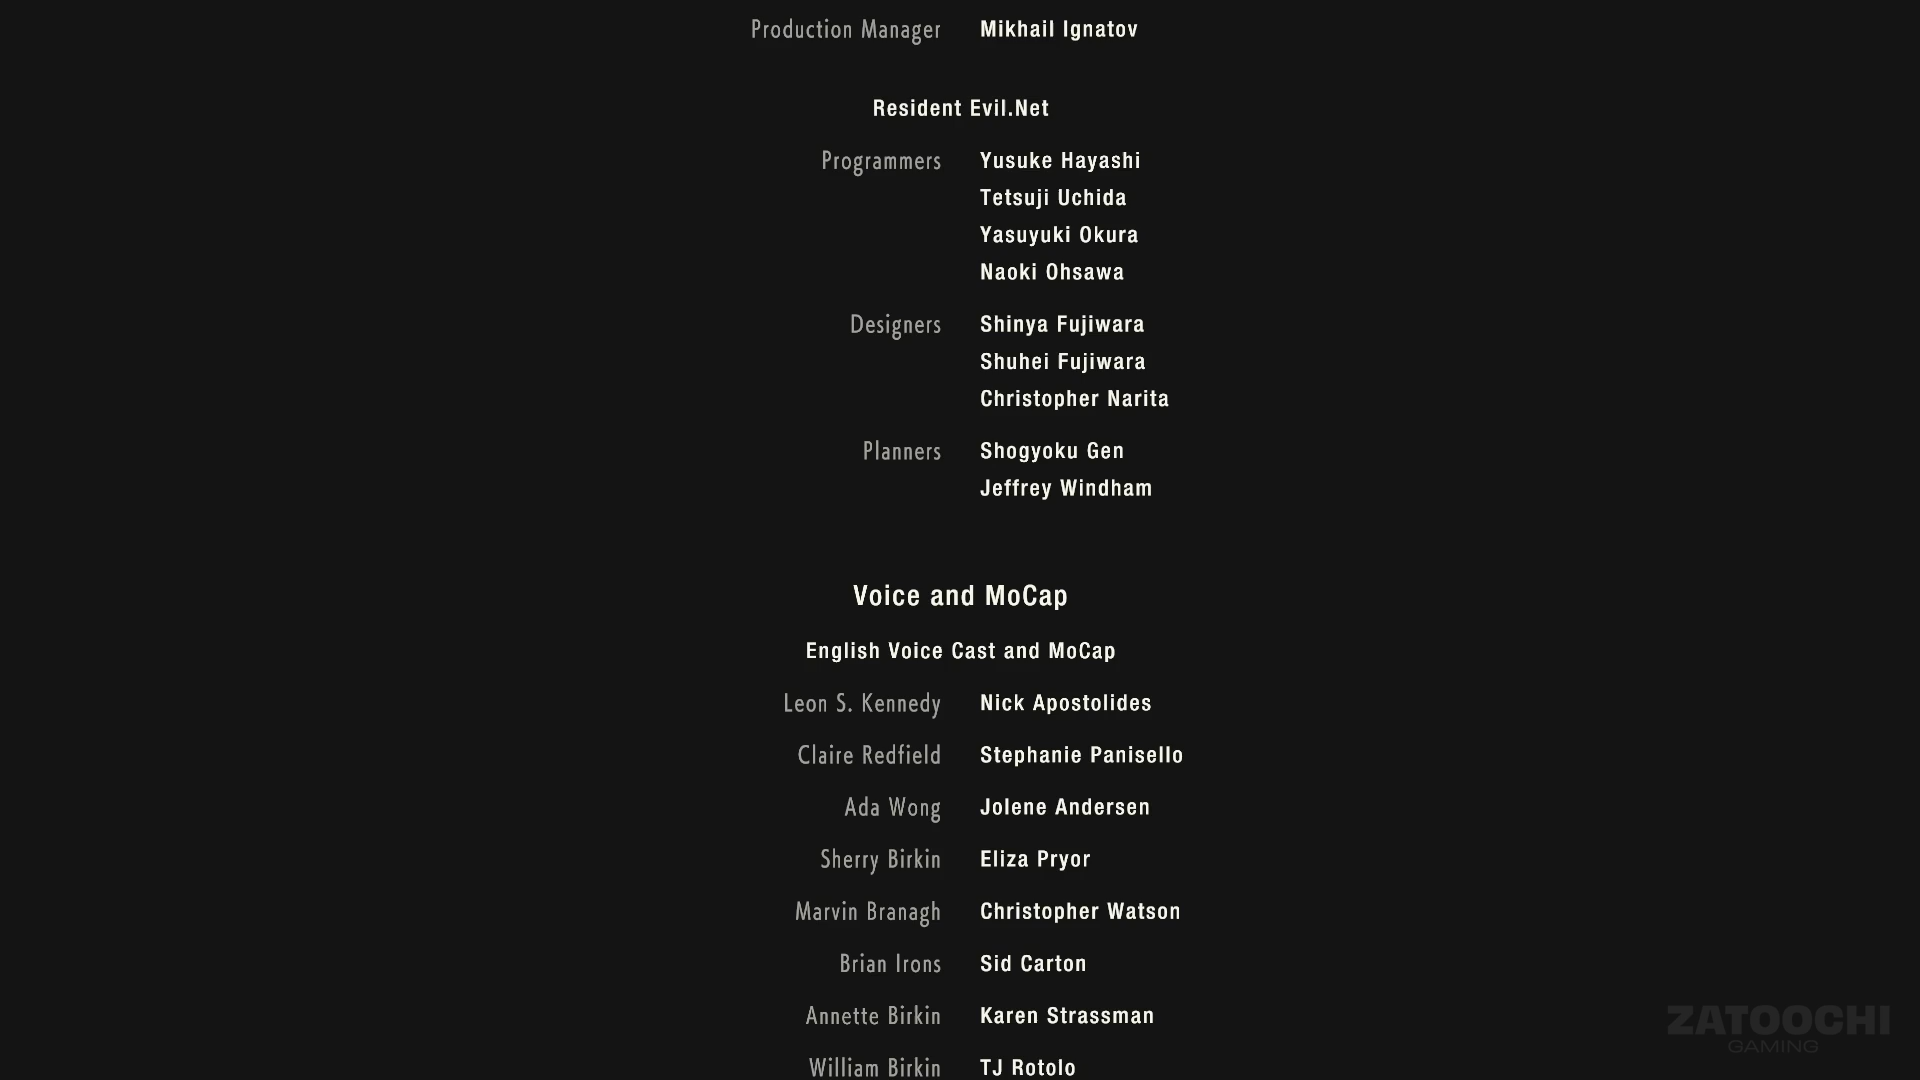 Production Manager Mikhail Ignatov
Resident Evil.Net
Programmers Yusuke Hayashi
Tetsuji Uchida
Yasuyuki Okura
Naoki Ohsawa
Designers Shinya Fujiwara
Shuhei Fujiwara
Christopher Narita
Planners Shogyoku Gen
Jeffrey Windham
Voice and MoCap
English Voice Cast and MoCap
Leon S. Kennedy Nick Apostolides
Claire Redfield Stephanie Panisello
Ada Wong Jolene Andersen
Sherry Birkin Eliza Pryor
Marvin Branagh Christopher Watson
Brian Irons Sid Carton
Annette Birkin Karen Strassman
William Birkin TJ Rotolo
ZATOOCHI
GAMING